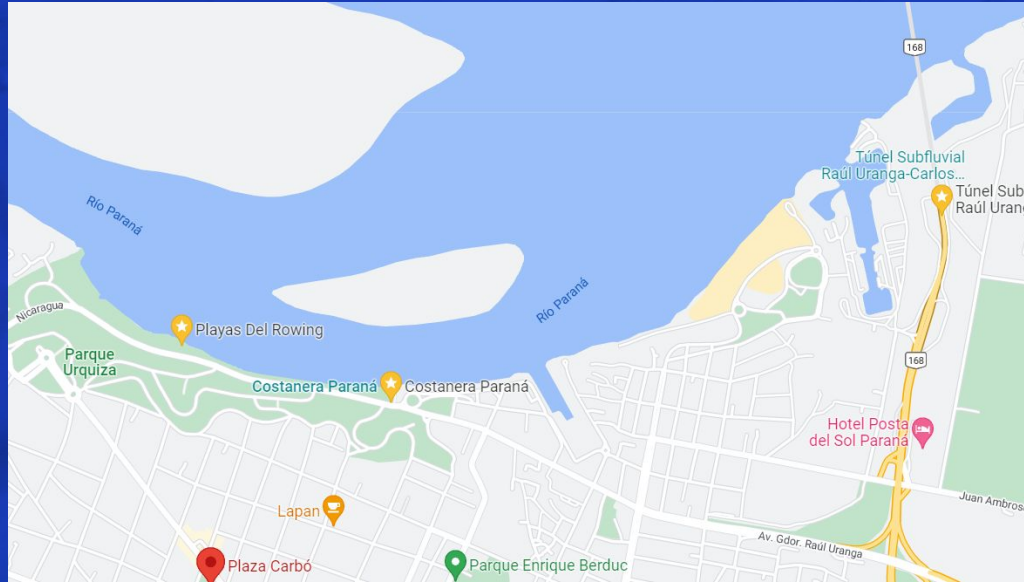 168
Túnel Subfluvial
Raúl Uranga-Carlos...
Túnel Sub
Raúl Uran
Río Paraná
Río Paraná
Nicaragua
Playas Del Rowing
Parque
Urquiza
168
Costanera Paraná
Costanera Paraná
Hotel Posta
del Sol Paraná
Juan Ambros
Lapan
Av. Gdor. Raúl Uranga
Plaza Carbó
Parque Enrique Berduc